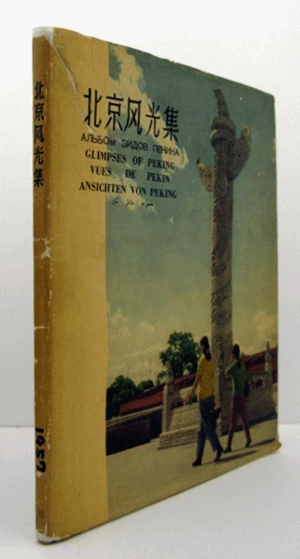 北京风光集
АЛЬБОМ ВИДОВ ПЕКИНА
GLIMPSES OF PEKING
VUES DE PEKIN
ANSICHTEN VON PEKING
北京风光集
1957